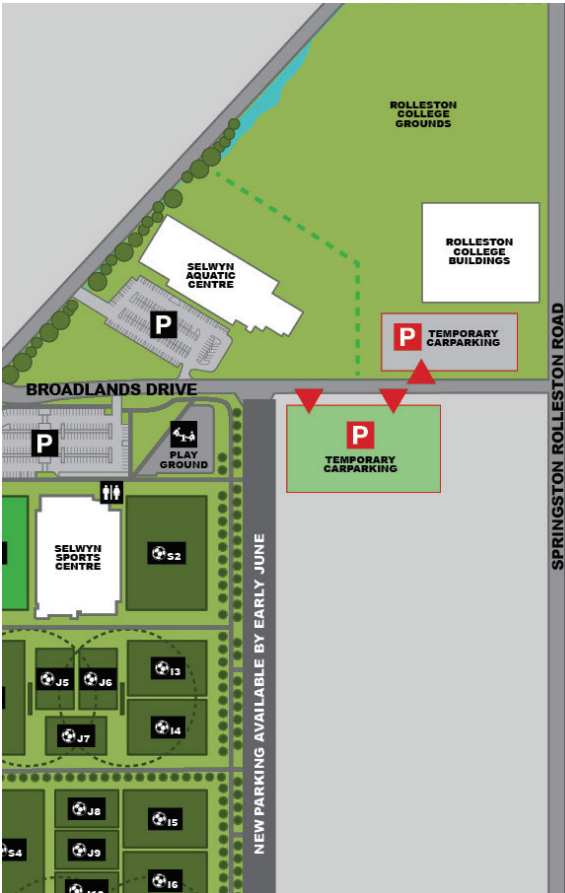 ROLLESTON
COLLEGE
GROUNDS
ROLLESTON
COLLEGE
BUILDINGS
SELWYN
AQUATIC
CENTRE
P
P TEMPORARY
CARPARKING
BROADLANDS DRIVE
SPRINGSTON ROLLESTON ROAD
P
PLAY
GROUND
P
TEMPORARY
CARPARKING
SELWYN
SPORTS
CENTRE
S2
NEW PARKING AVAILABLE BY EARLY JUNE
J5
J6
I3
J7
I4
J8
I5
S4
J9
I6